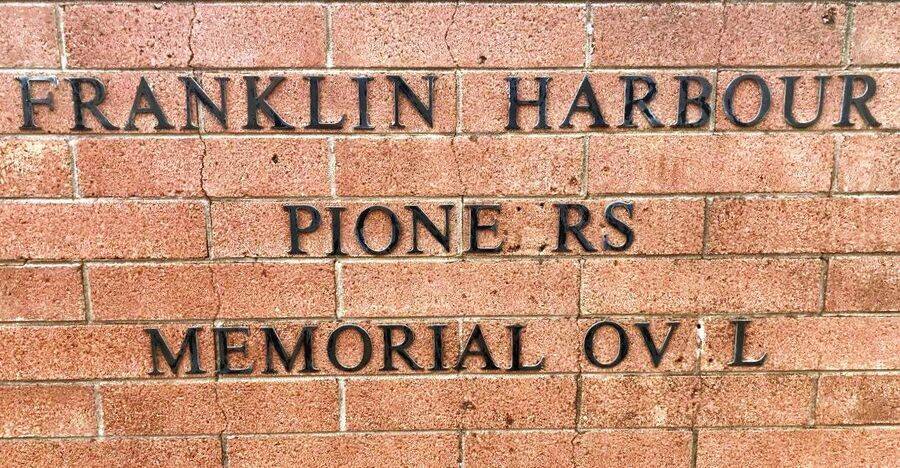 FRANKLIN HARBOUR
PIONE RS
MEMORIAL OV L